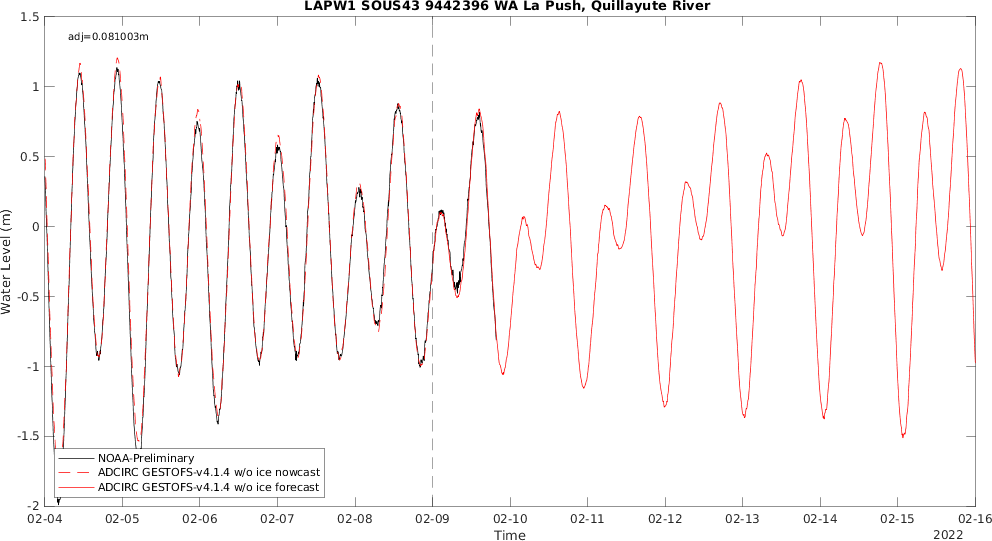 LAPW1 SOUS43 9442396 WA La Push, Quillayute River
adj=0.081003m
1.5
1
0.5
0
-0.5
-1
-1.5
-2
Water Level (m)
NOAA-Preliminary
ADCIRC GESTOFS-v4.1.4 w/o ice nowcast
ADCIRC GESTOFS-v4.1.4 w/o ice forecast
02-04 02-05 02-06 02-07 02-08 02-09 02-10 02-11 02-12 02-13 02-14 02-15 02-16
Time
2022